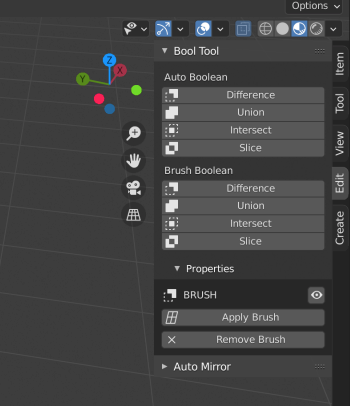 Options
Z
X
Y
Bool Tool
Auto Boolean
Difference
Union
Intersect
Slice
Brush Boolean
Difference
Union
Intersect
Slice
Properties
BRUSH
Apply Brush
Remove Brush
Auto Mirror
Item
Tool
View
Edit
Create